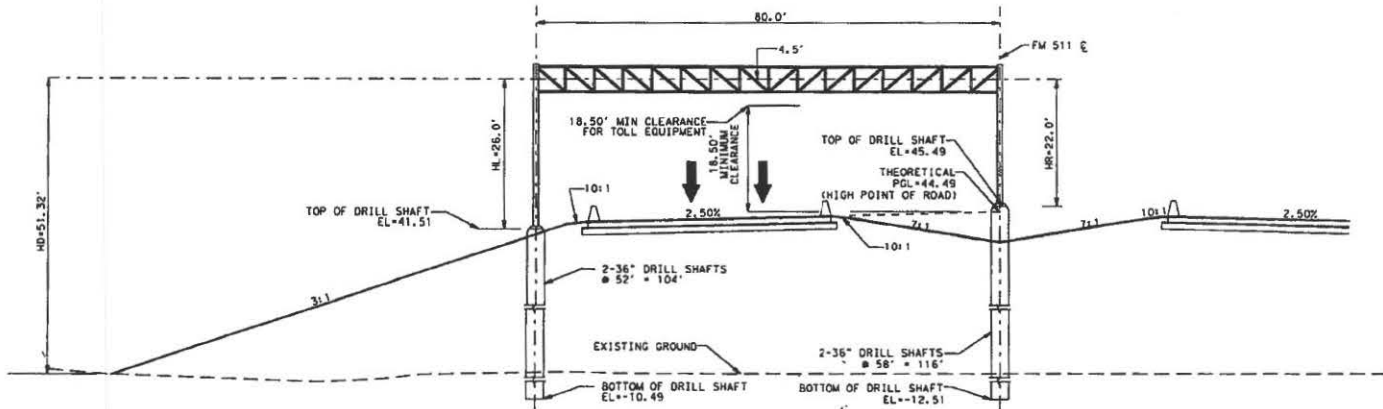 80.0'
FM 511 ℄
4.5'
18.50' MIN CLEARANCE
FOR TOLL EQUIPMENT
18.50'
MINIMUM
CLEARANCE
HL=26.0'
HR=22.0'
HD=51.32'
TOP OF DRILL SHAFT
EL=45.49
THEORETICAL
PGL=44.49
(HIGH POINT OF ROAD)
TOP OF DRILL SHAFT
EL=41.51
10:1
2.50%
10:1
7:1
7:1
10:1
2.50%
3:1
2-36" DRILL SHAFTS
@ 52' = 104'
EXISTING GROUND
2-36" DRILL SHAFTS
@ 58' = 116'
BOTTOM OF DRILL SHAFT
EL=-10.49
BOTTOM OF DRILL SHAFT
EL=-12.51